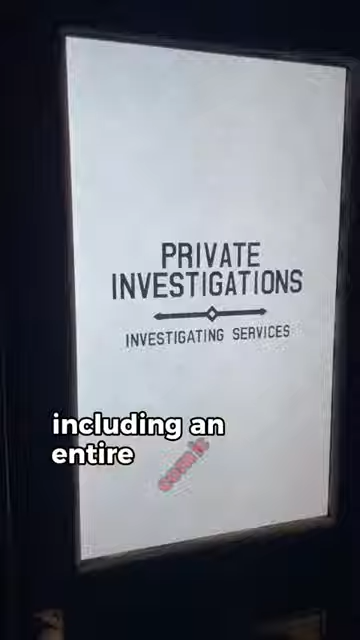 PRIVATE
INVESTIGATIONS
INVESTIGATING SERVICES
including an
entire